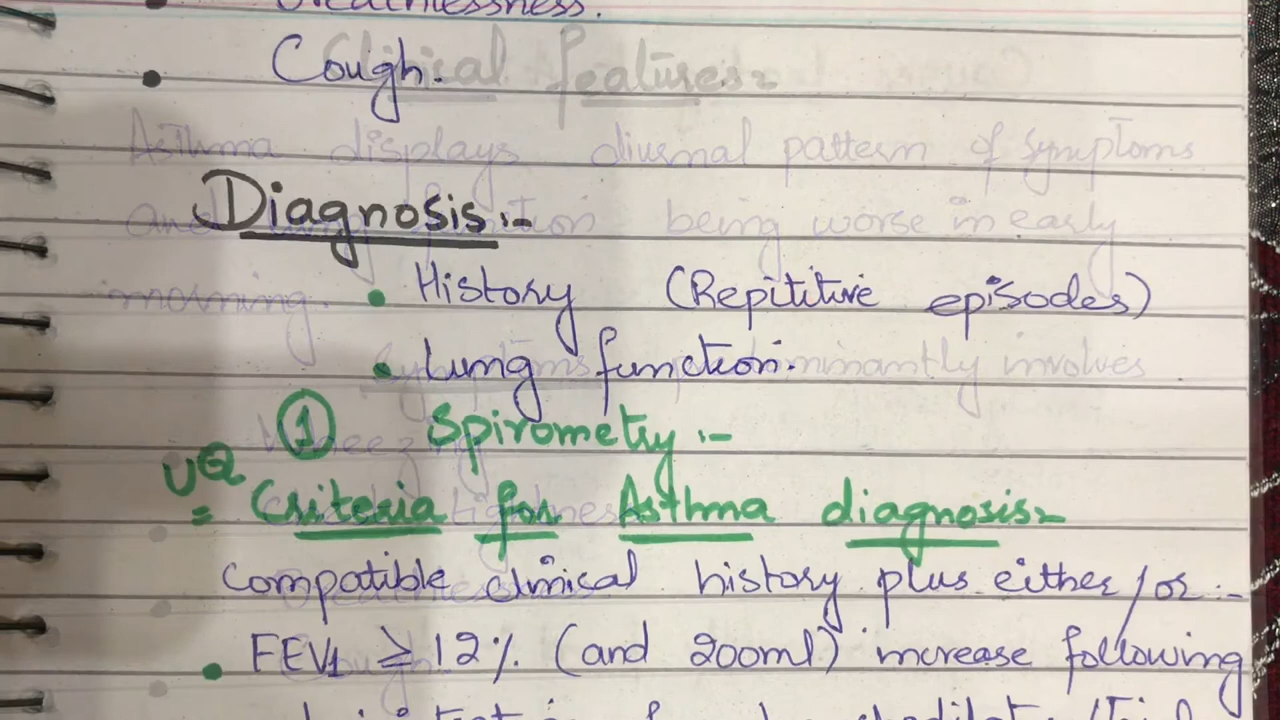 Breathlessness.
• Cough.
Diagnosis:-
• History (Repititive episodes)
• Lung function.
① Spirometry :-
UQ = Criteria for Asthma diagnosis:-
Compatible clinical history plus either/or :-
• FEV1 ≥ 12% (and 200ml) increase following